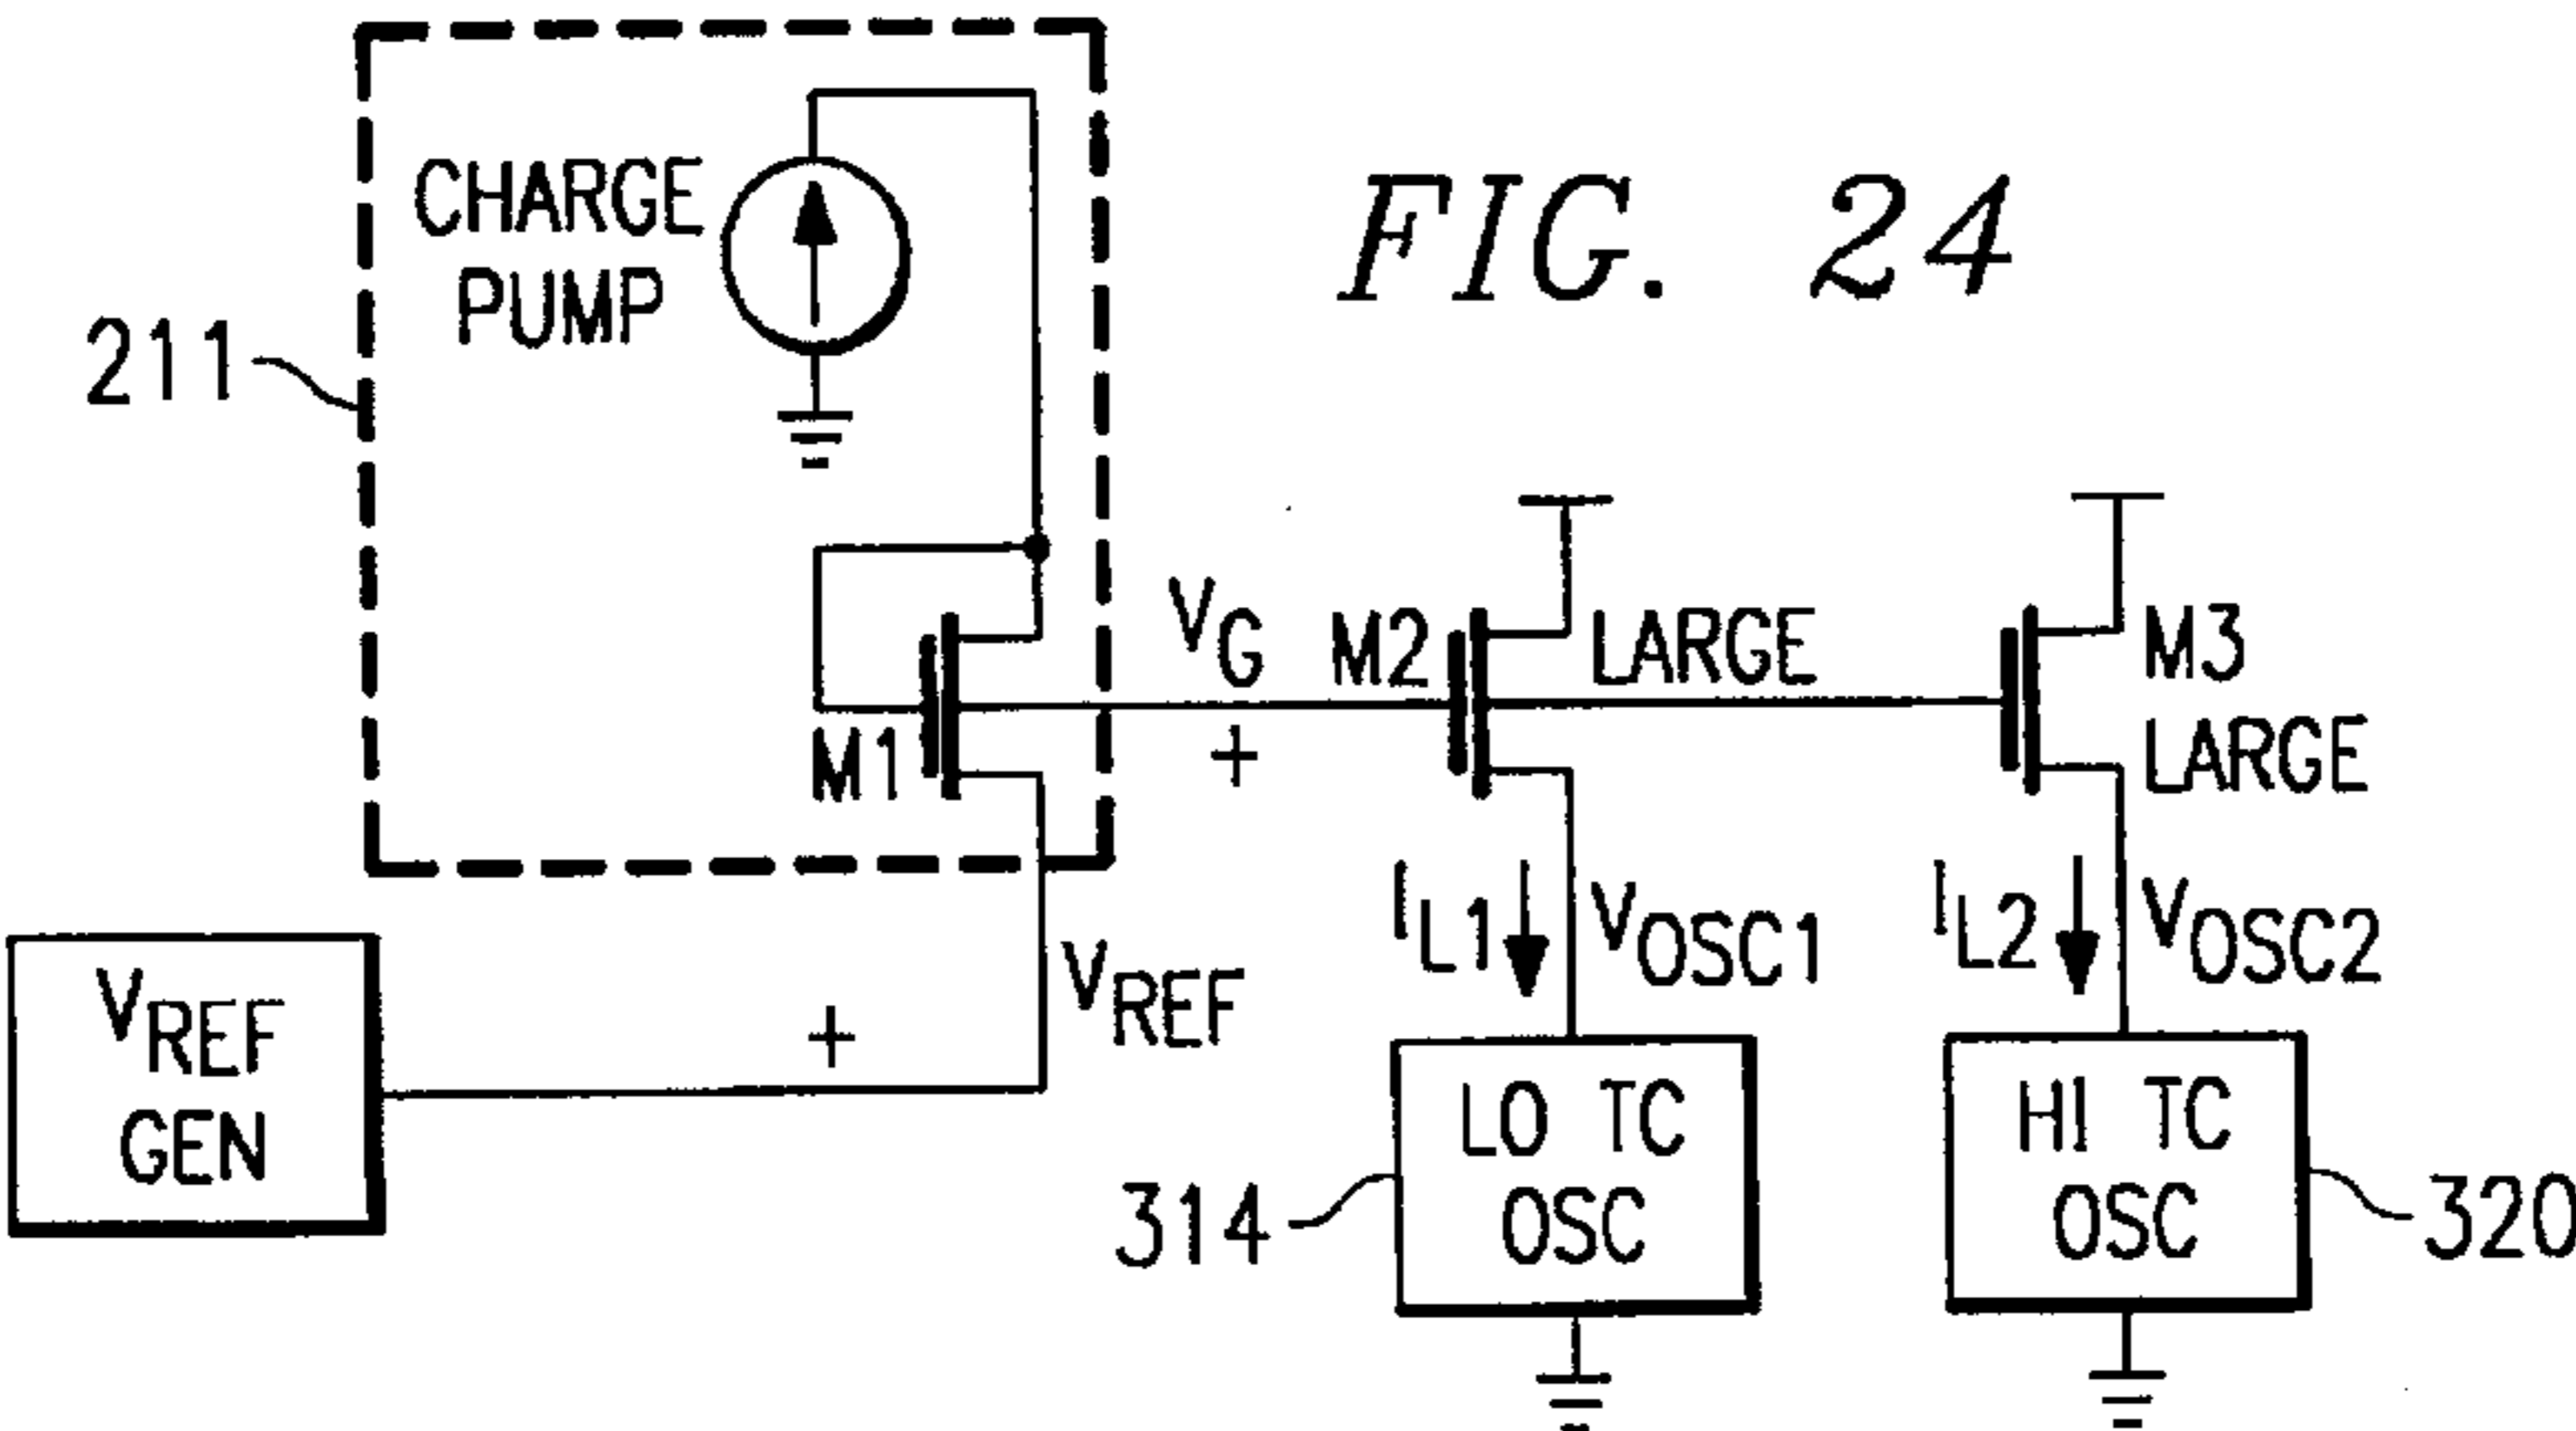 FIG. 24
CHARGE
PUMP
211
VG
+
M1
M2
LARGE
M3
LARGE
VREF
+
VREF
GEN
IL1
VOSC1
IL2
VOSC2
LO TC
OSC
314
HI TC
OSC
320